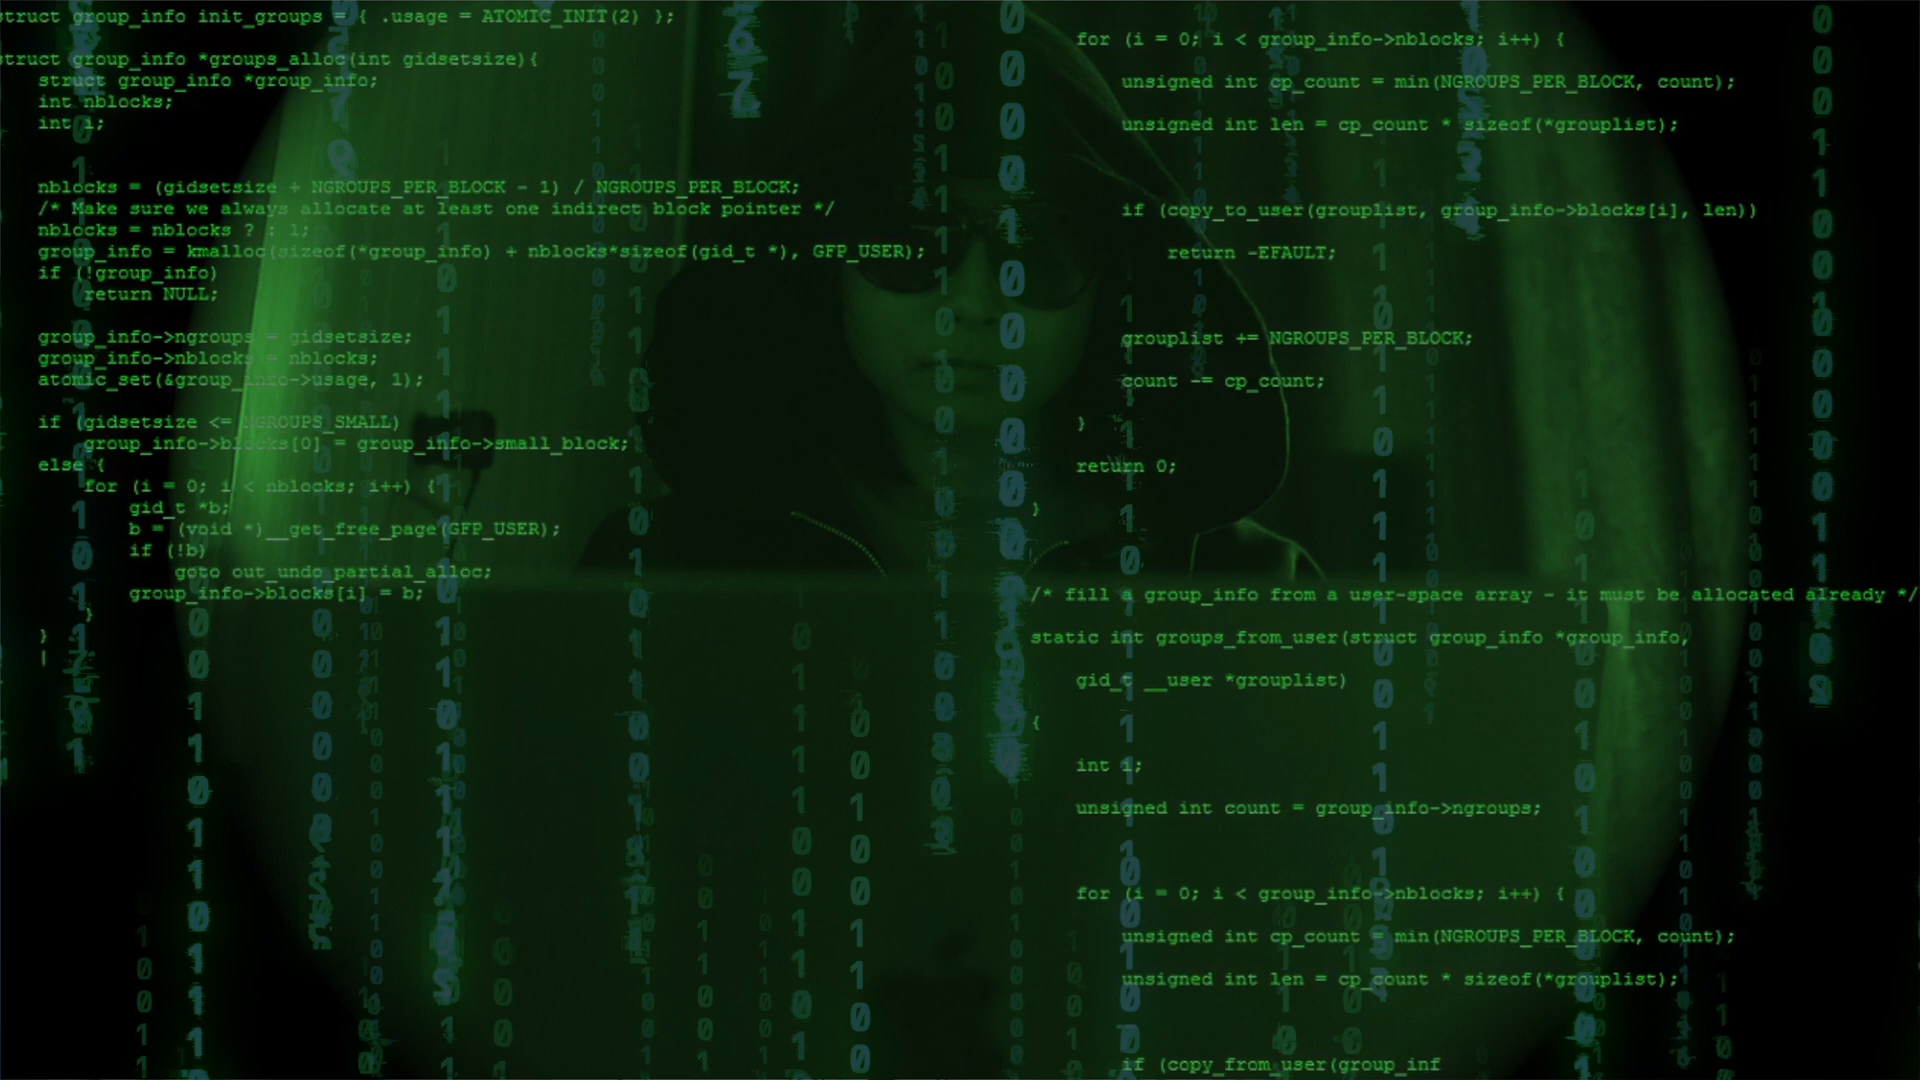 struct group_info init_groups = { .usage = ATOMIC_INIT(2) };
struct group_info *groups_alloc(int gidsetsize){
struct group_info *group_info;
int nblocks;
int i;
nblocks = (gidsetsize + NGROUPS_PER_BLOCK - 1) / NGROUPS_PER_BLOCK;
/* Make sure we always allocate at least one indirect block pointer */
nblocks = nblocks ? : 1;
group_info = kmalloc(sizeof(*group_info) + nblocks*sizeof(gid_t *), GFP_USER);
if (!group_info)
return NULL;
group_info->ngroups = gidsetsize;
group_info->nblocks = nblocks;
atomic_set(&group_info->usage, 1);
if (gidsetsize <= NGROUPS_SMALL)
group_info->blocks[0] = group_info->small_block;
else {
for (i = 0; i < nblocks; i++) {
gid_t *b;
b = (void *)__get_free_page(GFP_USER);
if (!b)
goto out_undo_partial_alloc;
group_info->blocks[i] = b;
}
}
for (i = 0; i < group_info->nblocks; i++) {
unsigned int cp_count = min(NGROUPS_PER_BLOCK, count);
unsigned int len = cp_count * sizeof(*grouplist);
if (copy_to_user(grouplist, group_info->blocks[i], len))
return -EFAULT;
grouplist += NGROUPS_PER_BLOCK;
count -= cp_count;
}
return 0;
}
/* fill a group_info from a user-space array - it must be allocated already */
static int groups_from_user(struct group_info *group_info,
gid_t __user *grouplist)
{
int i;
unsigned int count = group_info->ngroups;
for (i = 0; i < group_info->nblocks; i++) {
unsigned int cp_count = min(NGROUPS_PER_BLOCK, count);
unsigned int len = cp_count * sizeof(*grouplist);
if (copy_from_user(group_inf